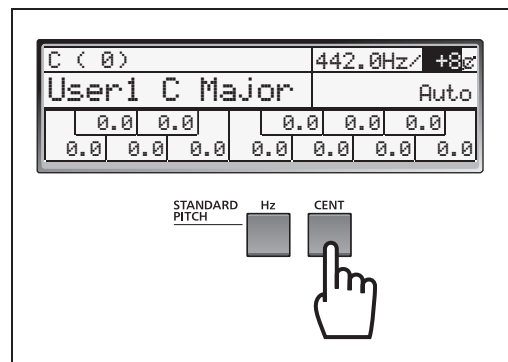 C ( 0) 442.0Hz/ +8¢
User1 C Major Auto
0.0 0.0 0.0 0.0 0.0
0.0 0.0 0.0 0.0 0.0 0.0 0.0
STANDARD PITCH Hz CENT